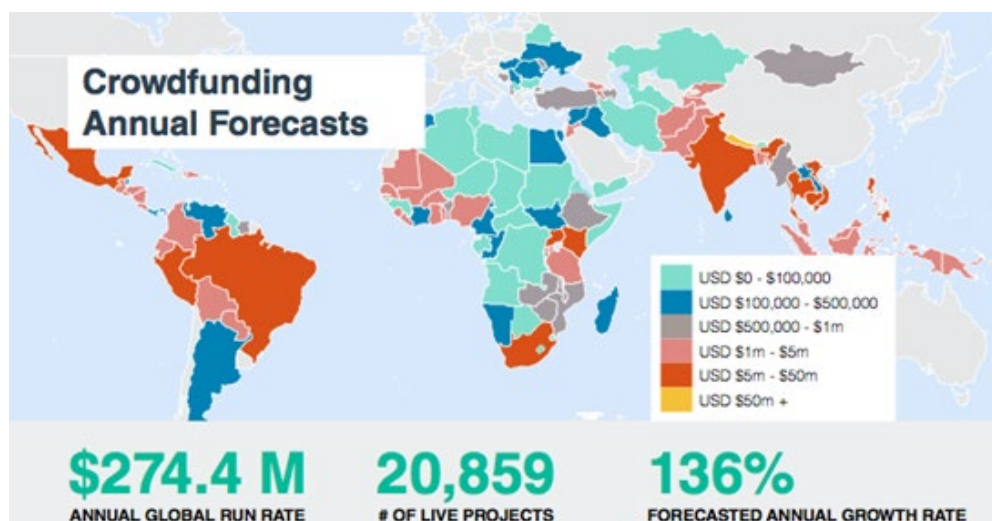 Crowdfunding
Annual Forecasts
USD $0 - $100,000
USD $100,000 - $500,000
USD $500,000 - $1m
USD $1m - $5m
USD $5m - $50m
USD $50m +
$274.4 M
20,859
136%
ANNUAL GLOBAL RUN RATE
# OF LIVE PROJECTS
FORECASTED ANNUAL GROWTH RATE